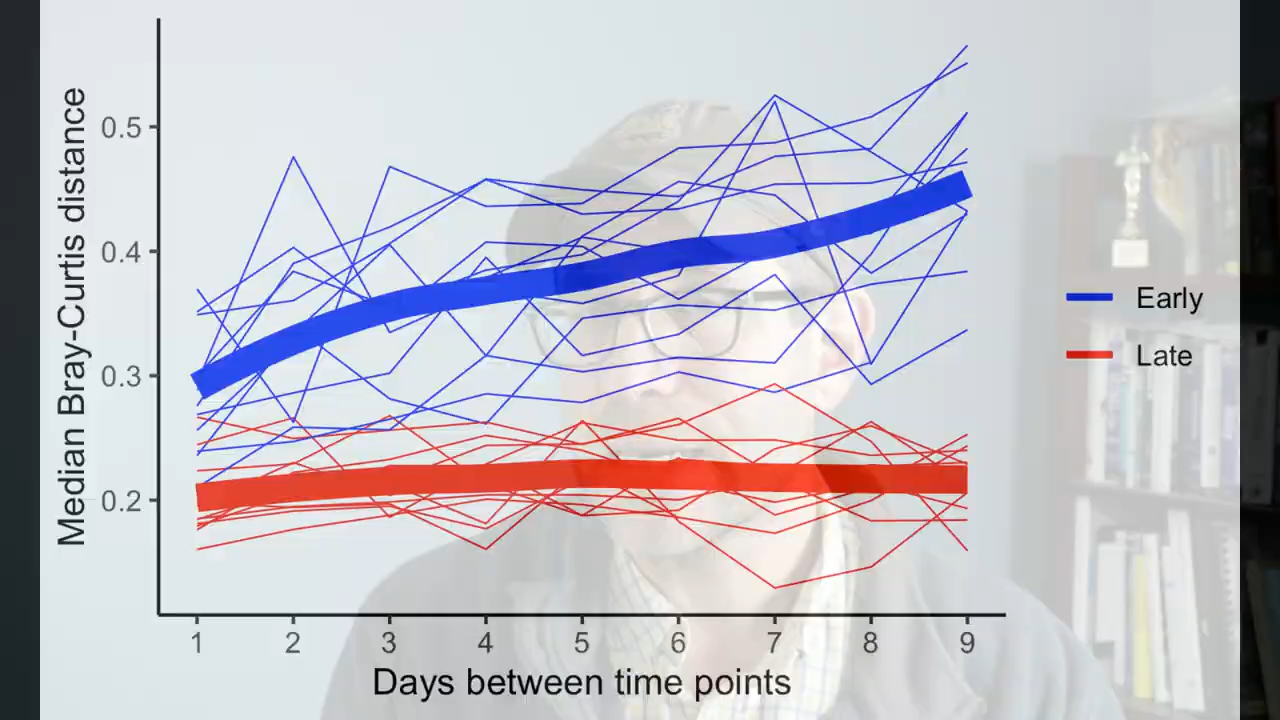 Median Bray-Curtis distance
0.5
0.4
0.3
0.2
1 2 3 4 5 6 7 8 9
Days between time points
Early
Late